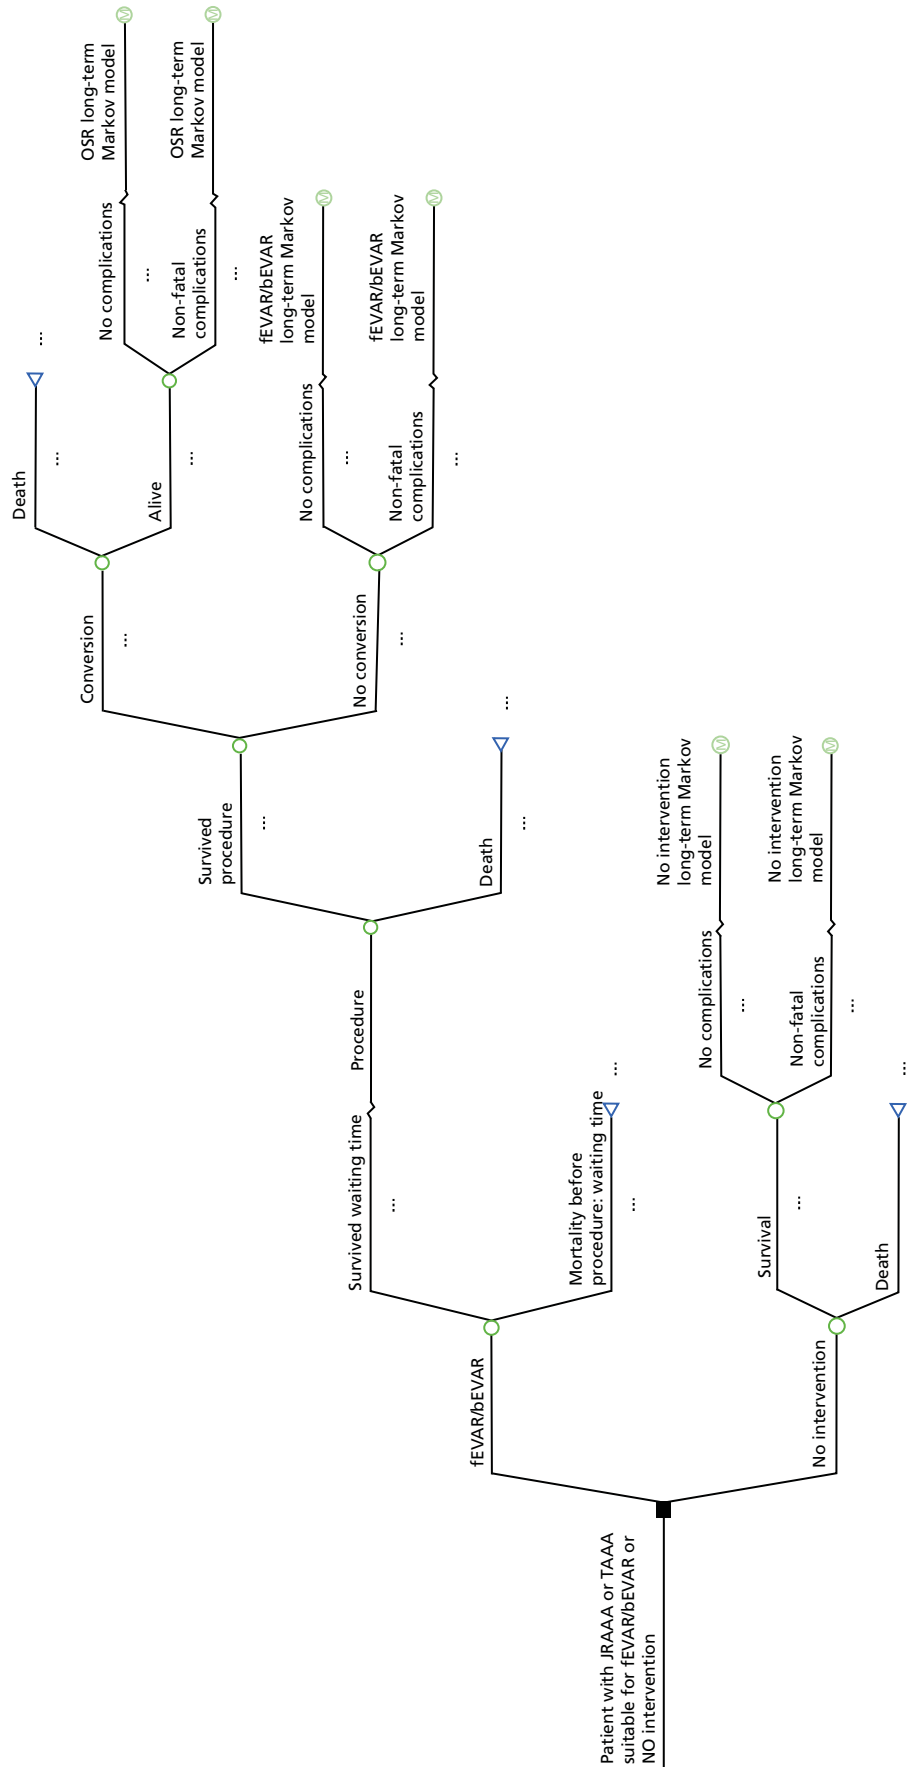 Patient with JRAAA or TAAA
suitable for fEVAR/bEVAR or
NO intervention
fEVAR/bEVAR
Survived waiting time
...
Procedure
Survived
procedure
...
Conversion
...
Death
...
...
Alive
...
No complications
...
OSR long-term
Markov model
M
Non-fatal
complications
...
OSR long-term
Markov model
M
No conversion
...
No complications
...
fEVAR/bEVAR
long-term Markov
model
M
Non-fatal
complications
...
fEVAR/bEVAR
long-term Markov
model
M
Death
...
...
Mortality before
procedure: waiting time
...
...
No intervention
Survival
...
No complications
...
No intervention
long-term Markov
model
M
Non-fatal
complications
...
No intervention
long-term Markov
model
M
Death
...